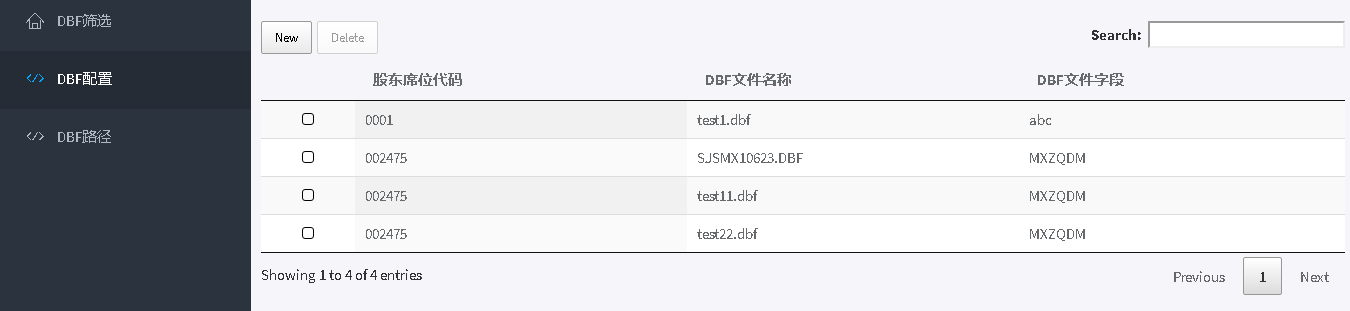 DBF筛选
DBF配置
DBF路径
New Delete Search:
股东席位代码 DBF文件名称 DBF文件字段
0001 test1.dbf abc
002475 SJSMX10623.DBF MXZQDM
002475 test11.dbf MXZQDM
002475 test22.dbf MXZQDM
Showing 1 to 4 of 4 entries Previous 1 Next